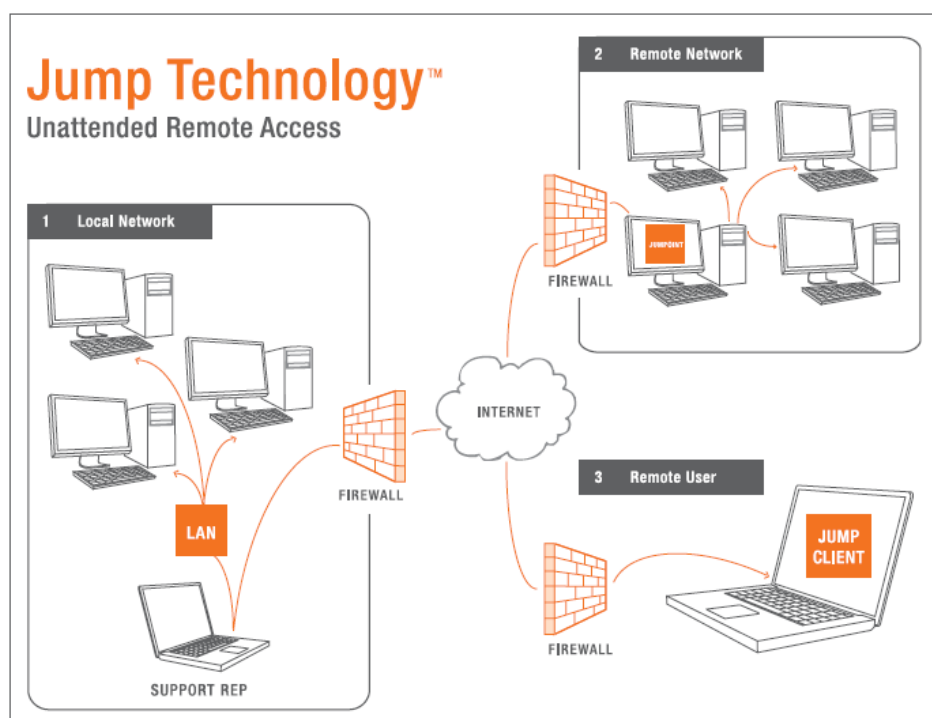 Jump Technology™
Unattended Remote Access
1 Local Network
LAN
SUPPORT REP
FIREWALL
INTERNET
2 Remote Network
JUMPOINT
FIREWALL
3 Remote User
JUMP
CLIENT
FIREWALL